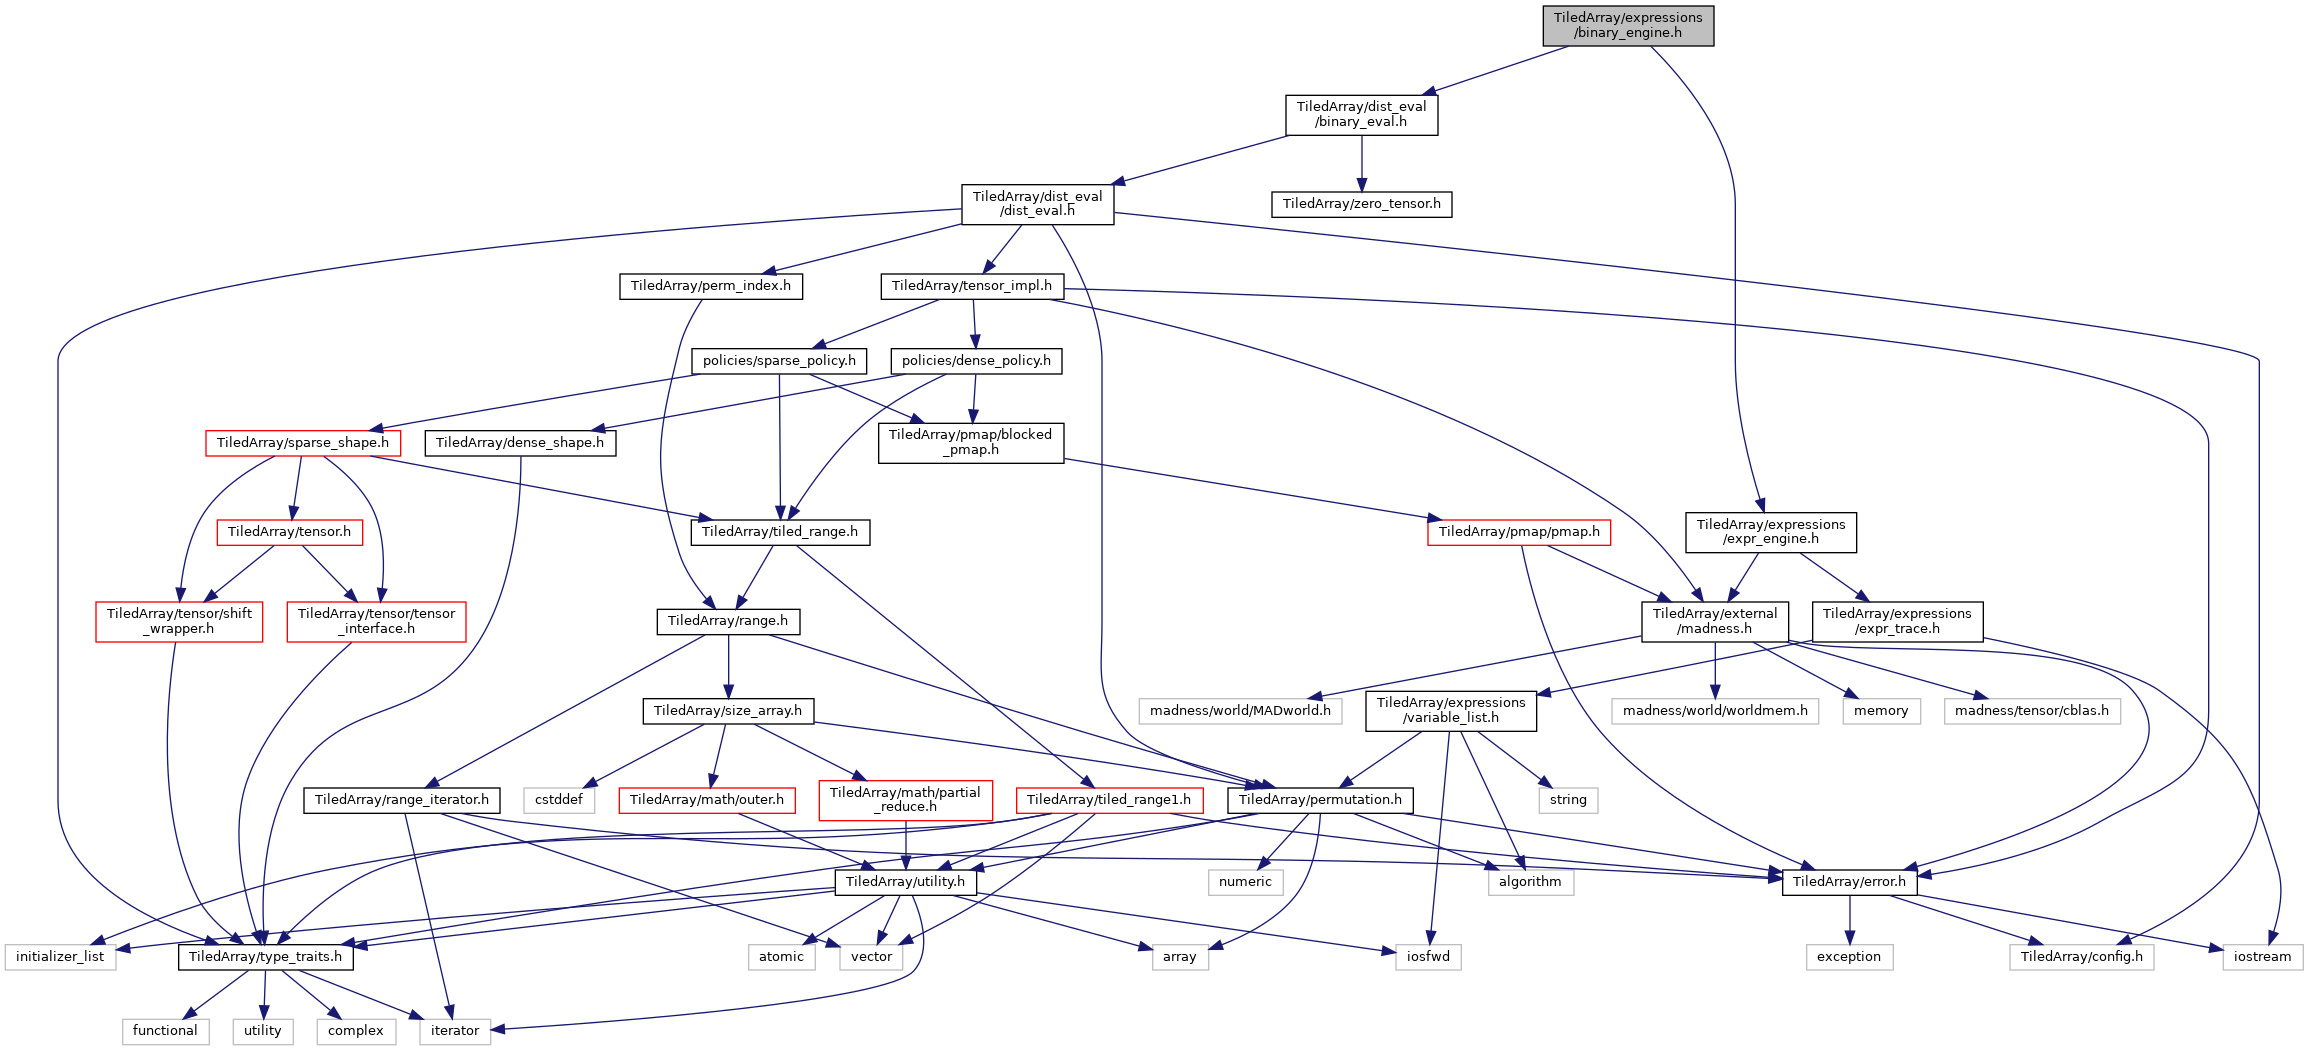 TiledArray/expressions
/binary_engine.h
TiledArray/dist_eval
/binary_eval.h
TiledArray/dist_eval
/dist_eval.h
TiledArray/zero_tensor.h
TiledArray/perm_index.h
TiledArray/tensor_impl.h
policies/sparse_policy.h
policies/dense_policy.h
TiledArray/sparse_shape.h
TiledArray/dense_shape.h
TiledArray/pmap/blocked
_pmap.h
TiledArray/tensor.h
TiledArray/tiled_range.h
TiledArray/pmap/pmap.h
TiledArray/expressions
/expr_engine.h
TiledArray/tensor/shift
_wrapper.h
TiledArray/tensor/tensor
_interface.h
TiledArray/range.h
TiledArray/external
/madness.h
TiledArray/expressions
/expr_trace.h
TiledArray/size_array.h
madness/world/MADworld.h
TiledArray/expressions
/variable_list.h
madness/world/worldmem.h
memory
madness/tensor/cblas.h
TiledArray/range_iterator.h
cstddef
TiledArray/math/outer.h
TiledArray/math/partial
_reduce.h
TiledArray/tiled_range1.h
TiledArray/permutation.h
string
TiledArray/utility.h
numeric
algorithm
TiledArray/error.h
initializer_list
TiledArray/type_traits.h
atomic
vector
array
iosfwd
exception
TiledArray/config.h
iostream
functional
utility
complex
iterator